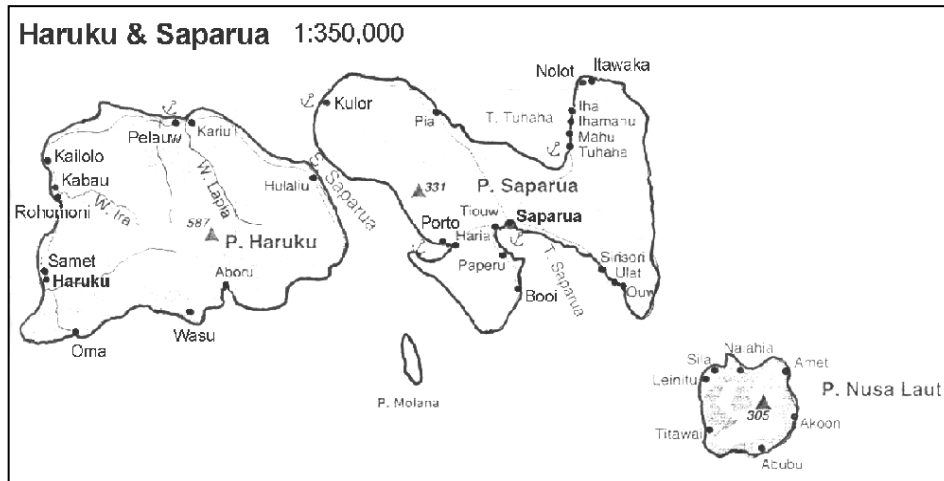 Haruku & Saparua 1:350,000
Nolot
Itawaka
Kulor
Pia
T. Tuhaha
Iha
Ihamahu
Mahu
Tuhaha
Pelauw
Kariu
Kailolo
Kabau
Rohomoni
W. Ira
W. Lapia
Hulaliu
S. Saparua
331
P. Saparua
587
P. Haruku
Tiouw
Saparua
Porto
Haria
Paperu
T. Saparua
Booi
Sirisori
Ulat
Ouw
Samet
Haruku
Aboru
Oma
Wasu
P. Molana
Nalahia
Sila
Amet
Leinitu
P. Nusa Laut
305
Akoon
Titawai
Abubu